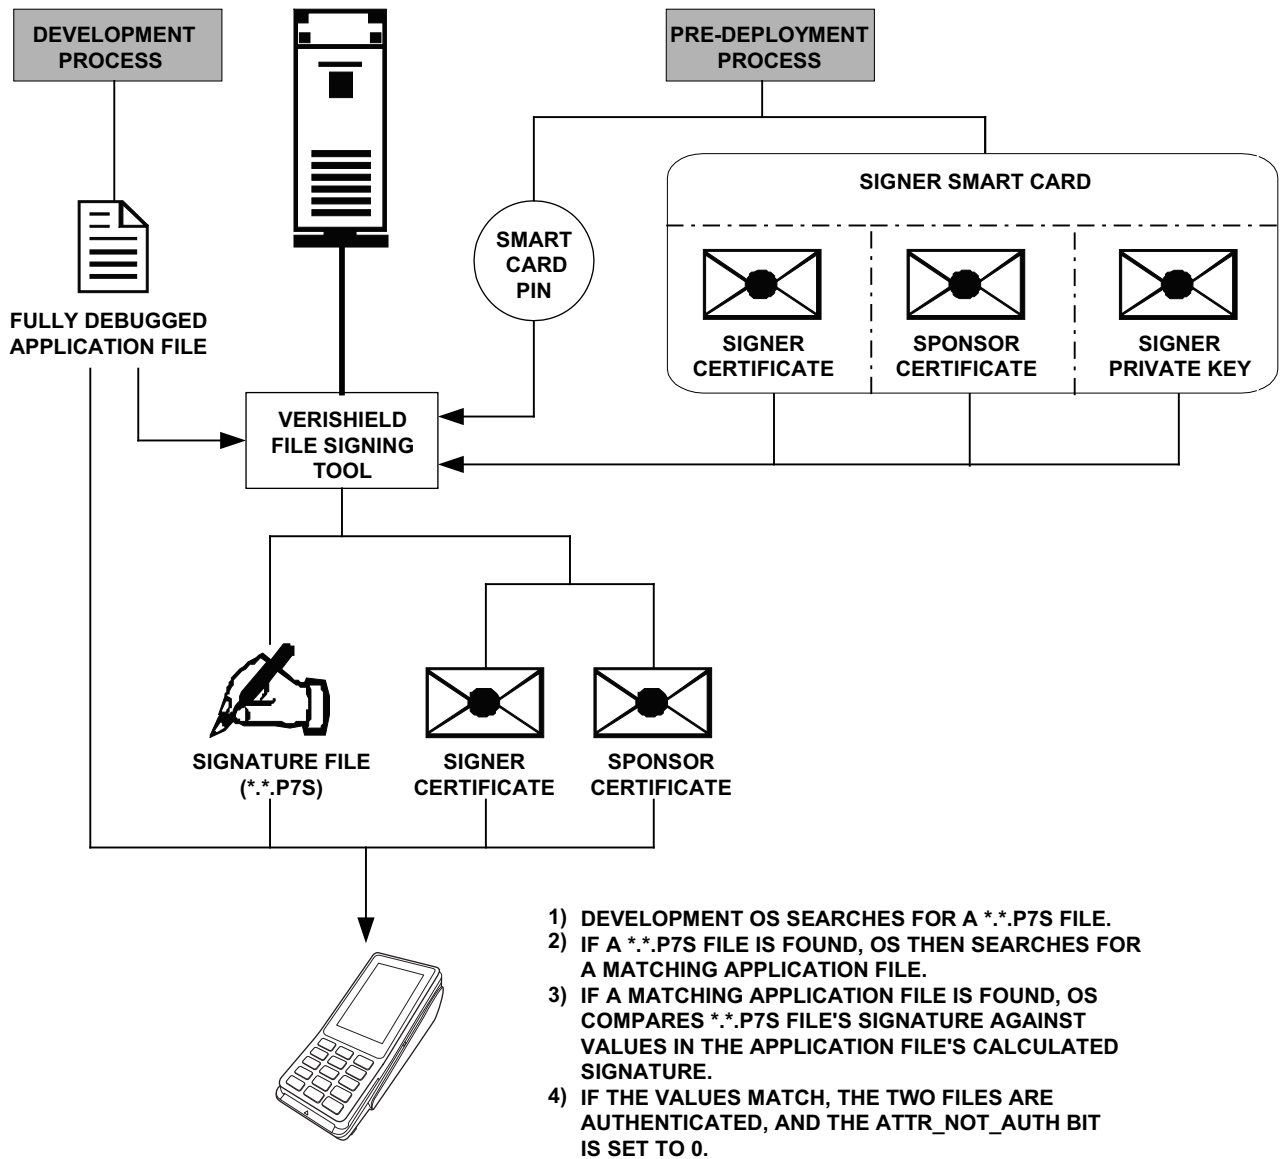 DEVELOPMENT
PROCESS
PRE-DEPLOYMENT
PROCESS
SIGNER SMART CARD
SMART
CARD
PIN
SIGNER
CERTIFICATE
SPONSOR
CERTIFICATE
SIGNER
PRIVATE KEY
FULLY DEBUGGED
APPLICATION FILE
VERISHIELD
FILE SIGNING
TOOL
SIGNATURE FILE
(*.*.P7S)
SIGNER
CERTIFICATE
SPONSOR
CERTIFICATE
1) DEVELOPMENT OS SEARCHES FOR A *.*.P7S FILE.
2) IF A *.*.P7S FILE IS FOUND, OS THEN SEARCHES FOR
A MATCHING APPLICATION FILE.
3) IF A MATCHING APPLICATION FILE IS FOUND, OS
COMPARES *.*.P7S FILE'S SIGNATURE AGAINST
VALUES IN THE APPLICATION FILE'S CALCULATED
SIGNATURE.
4) IF THE VALUES MATCH, THE TWO FILES ARE
AUTHENTICATED, AND THE ATTR_NOT_AUTH BIT
IS SET TO 0.